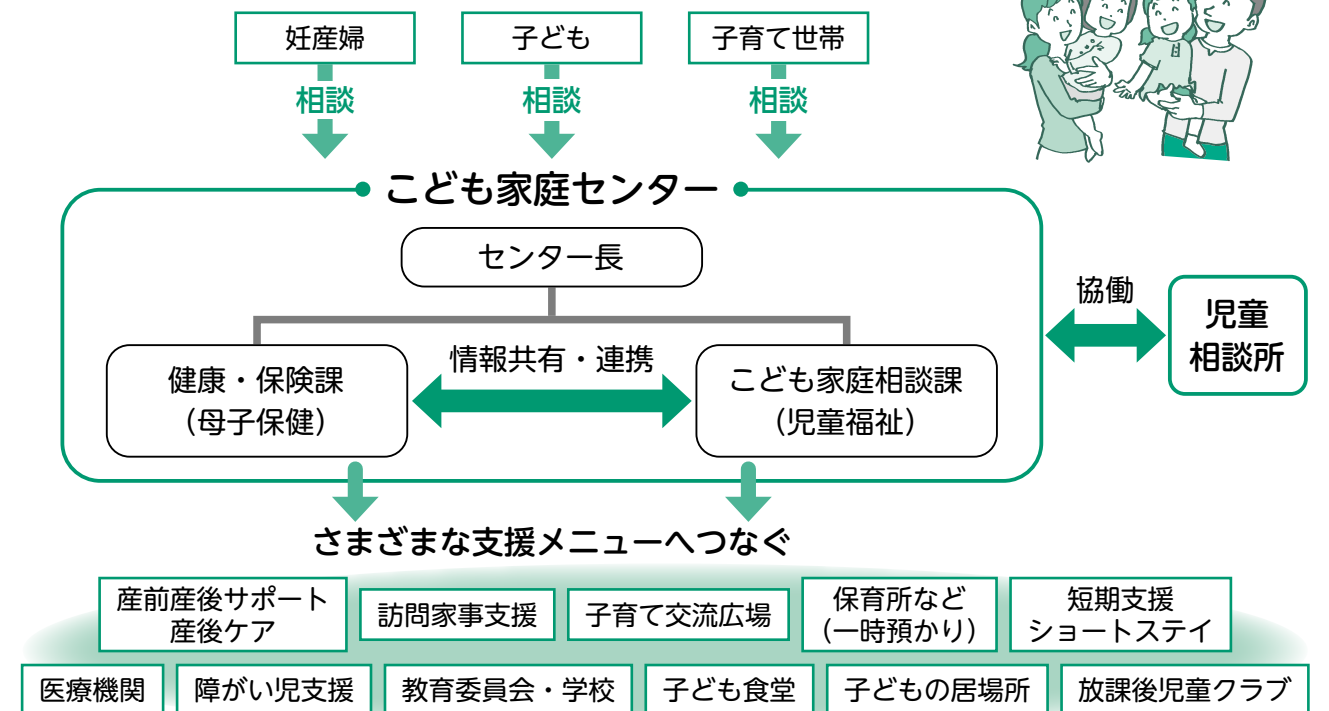 妊産婦
子ども
子育て世帯
相談
相談
相談
こども家庭センター
センター長
健康・保険課
（母子保健）
情報共有・連携
こども家庭相談課
（児童福祉）
協働
児童
相談所
さまざまな支援メニューへつなぐ
産前産後サポート
産後ケア
訪問家事支援
子育て交流広場
保育所など
（一時預かり）
短期支援
ショートステイ
医療機関
障がい児支援
教育委員会・学校
子ども食堂
子どもの居場所
放課後児童クラブ